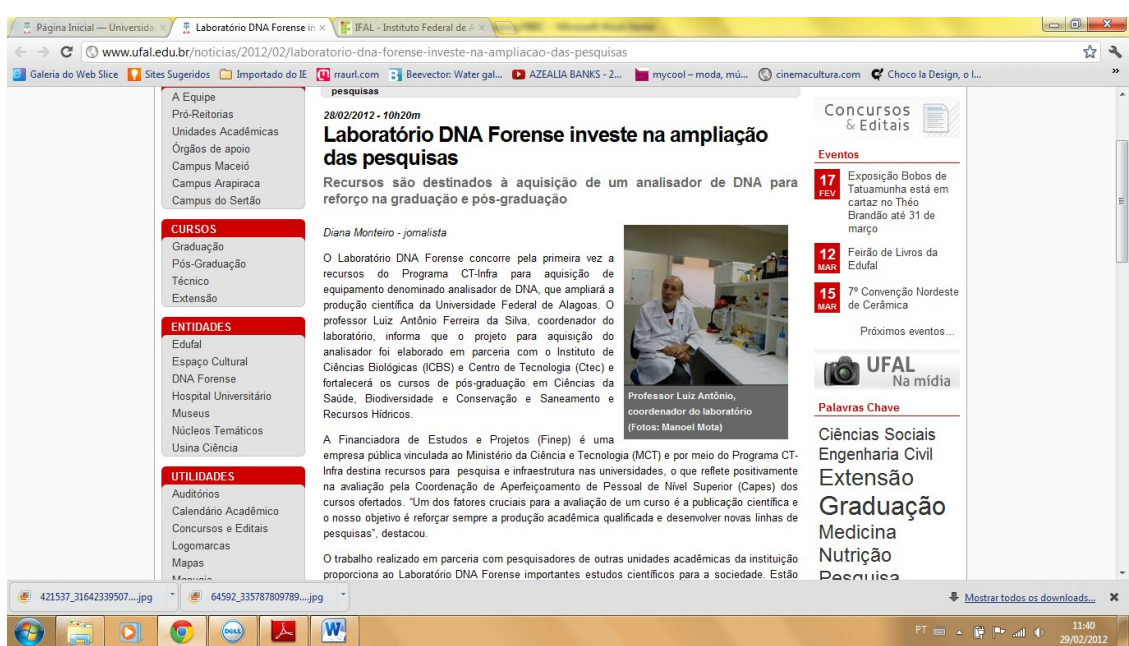 Página Inicial — Universida
Laboratório DNA Forense in
IFAL - Instituto Federal de A
www.ufal.edu.br/noticias/2012/02/laboratorio-dna-forense-investe-na-ampliacao-das-pesquisas
Galeria do Web Slice
Sites Sugeridos
Importado do IE
rraurl.com
Beevector: Water gal...
AZEALIA BANKS - 2...
mycool – moda, mú...
cinemacultura.com
Choco la Design, o l...
»
A Equipe
Pró-Reitorias
Unidades Acadêmicas
Órgãos de apoio
Campus Maceió
Campus Arapiraca
Campus do Sertão
CURSOS
Graduação
Pós-Graduação
Técnico
Extensão
ENTIDADES
Edufal
Espaço Cultural
DNA Forense
Hospital Universitário
Museus
Núcleos Temáticos
Usina Ciência
UTILIDADES
Auditórios
Calendário Acadêmico
Concursos e Editais
Logomarcas
Mapas
Manuais
pesquisas
28/02/2012 - 10h20m
Laboratório DNA Forense investe na ampliação
das pesquisas
Recursos são destinados à aquisição de um analisador de DNA para
reforço na graduação e pós-graduação
Diana Monteiro - jornalista
O Laboratório DNA Forense concorre pela primeira vez a
recursos do Programa CT-Infra para aquisição de
equipamento denominado analisador de DNA, que ampliará a
produção científica da Universidade Federal de Alagoas. O
professor Luiz Antônio Ferreira da Silva, coordenador do
laboratório, informa que o projeto para aquisição do
analisador foi elaborado em parceria com o Instituto de
Ciências Biológicas (ICBS) e Centro de Tecnologia (Ctec) e
fortalecerá os cursos de pós-graduação em Ciências da
Saúde, Biodiversidade e Conservação e Saneamento e
Recursos Hídricos.
Professor Luiz Antônio,
coordenador do laboratório
(Fotos: Manoel Mota)
A Financiadora de Estudos e Projetos (Finep) é uma
empresa pública vinculada ao Ministério da Ciência e Tecnologia (MCT) e por meio do Programa CT-
Infra destina recursos para pesquisa e infraestrutura nas universidades, o que reflete positivamente
na avaliação pela Coordenação de Aperfeiçoamento de Pessoal de Nível Superior (Capes) dos
cursos ofertados. “Um dos fatores cruciais para a avaliação de um curso é a publicação científica e
o nosso objetivo é reforçar sempre a produção acadêmica qualificada e desenvolver novas linhas de
pesquisas”, destacou.
O trabalho realizado em parceria com pesquisadores de outras unidades acadêmicas da instituição
proporciona ao Laboratório DNA Forense importantes estudos científicos para a sociedade. Estão
Concursos
& Editais
Eventos
17 FEV
Exposição Bobos de
Tatuamunha está em
cartaz no Théo
Brandão até 31 de
março
12 MAR
Feirão de Livros da
Edufal
15 MAR
7ª Convenção Nordeste
de Cerâmica
Próximos eventos…
UFAL
Na mídia
Palavras Chave
Ciências Sociais
Engenharia Civil
Extensão
Graduação
Medicina
Nutrição
Pesquisa
421537_31642339507....jpg
64592_335787809789....jpg
Mostrar todos os downloads...
DELL
W
PT
11:40
29/02/2012